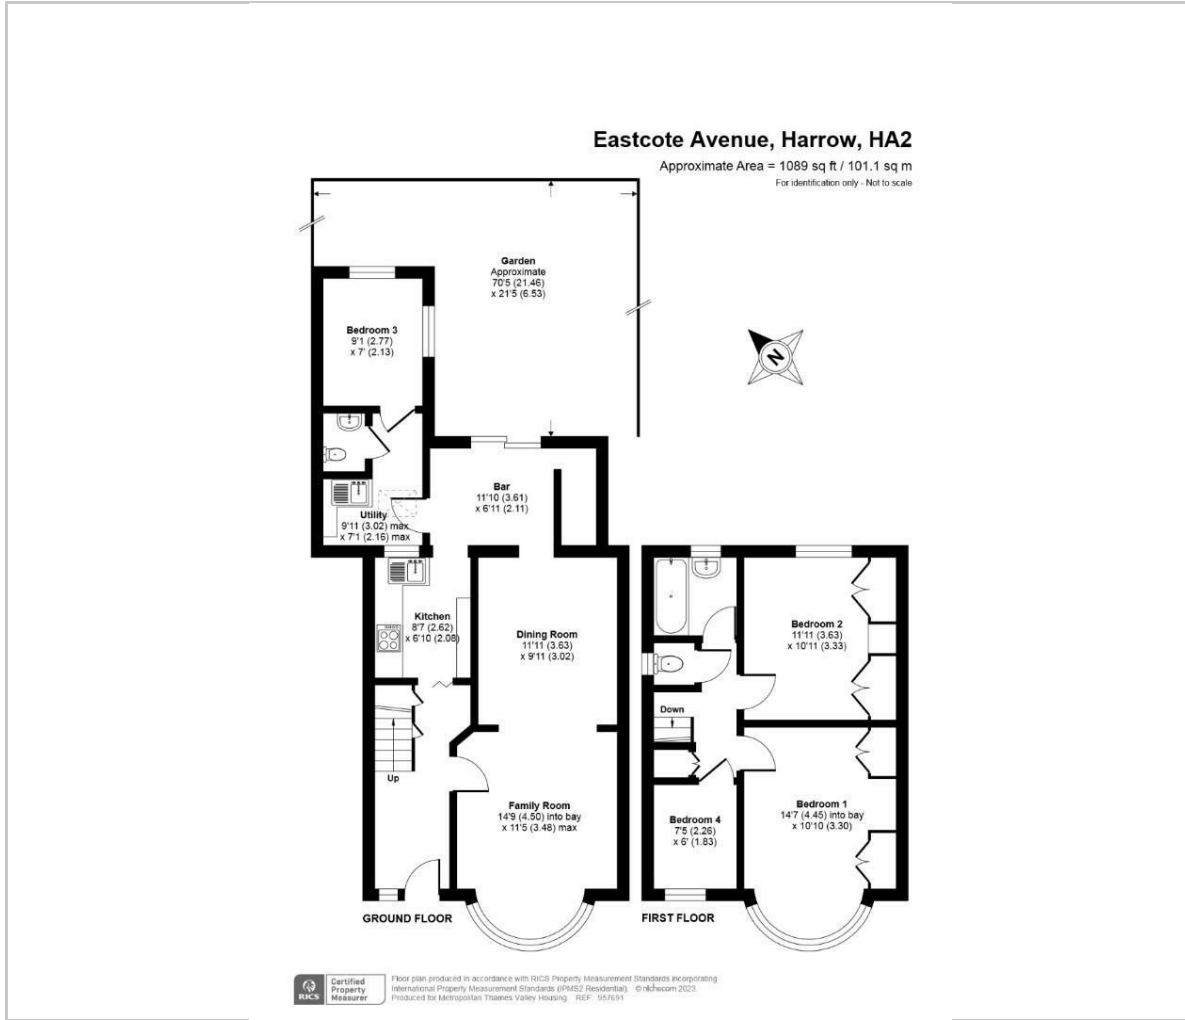 Eastcote Avenue, Harrow, HA2
Approximate Area = 1089 sq ft / 101.1 sq m
For identification only - Not to scale
Garden
Approximate
70'5 (21.46)
x 21'5 (6.53)
Bedroom 3
9'1 (2.77)
x 7' (2.13)
N
Bar
11'10 (3.61)
x 6'11 (2.11)
Utility
9'11 (3.02) max
x 7'1 (2.16) max
Kitchen
8'7 (2.62)
x 6'10 (2.08)
Dining Room
11'11 (3.63)
x 9'11 (3.02)
Bedroom 2
11'11 (3.63)
x 10'11 (3.33)
Down
Up
Family Room
14'9 (4.50) into bay
x 11'5 (3.48) max
Bedroom 4
7'5 (2.26)
x 6' (1.83)
Bedroom 1
14'7 (4.45) into bay
x 10'10 (3.30)
GROUND FLOOR
FIRST FLOOR
RICS
Certified
Property
Measurer
Floor plan produced in accordance with RICS Property Measurement Standards incorporating
International Property Measurement Standards (IPMS2 Residential). © nichecom 2023.
Produced for Metropolitan Thames Valley Housing. REF: 957691